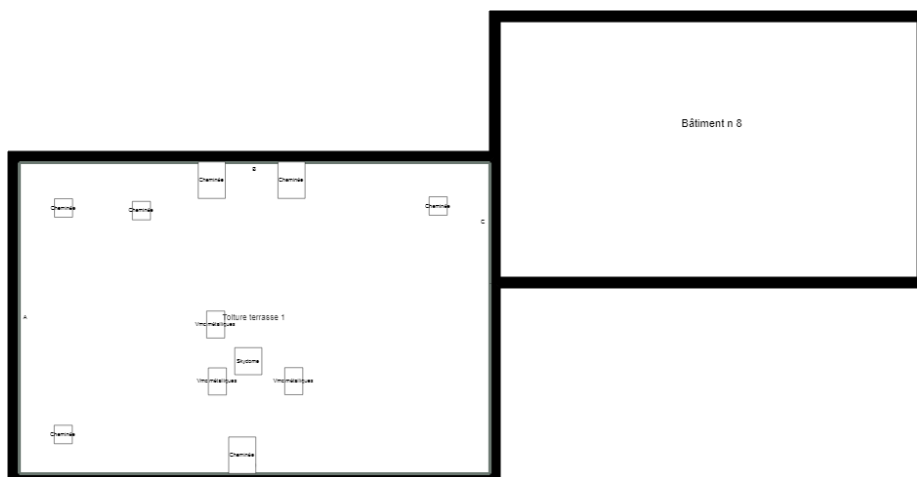 Bâtiment n 8
B
Cheminée
Cheminée
Cheminée
Cheminée
Cheminée
C
A
Toiture terrasse 1
Vmc métalliques
Skydome
Vmc métalliques
Vmc métalliques
Cheminée
Cheminée